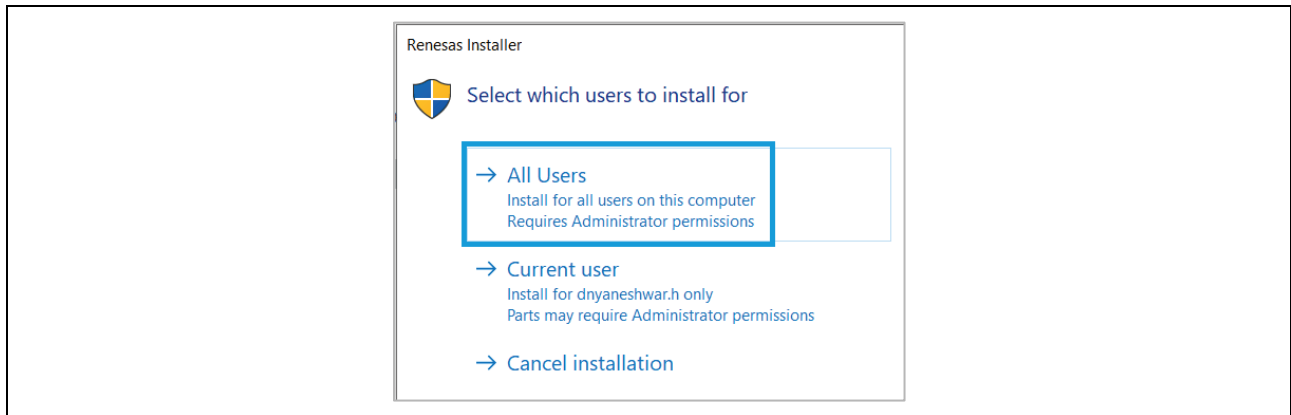 Renesas Installer
Select which users to install for
→ All Users
Install for all users on this computer
Requires Administrator permissions
→ Current user
Install for dnyaneshwar.h only
Parts may require Administrator permissions
→ Cancel installation